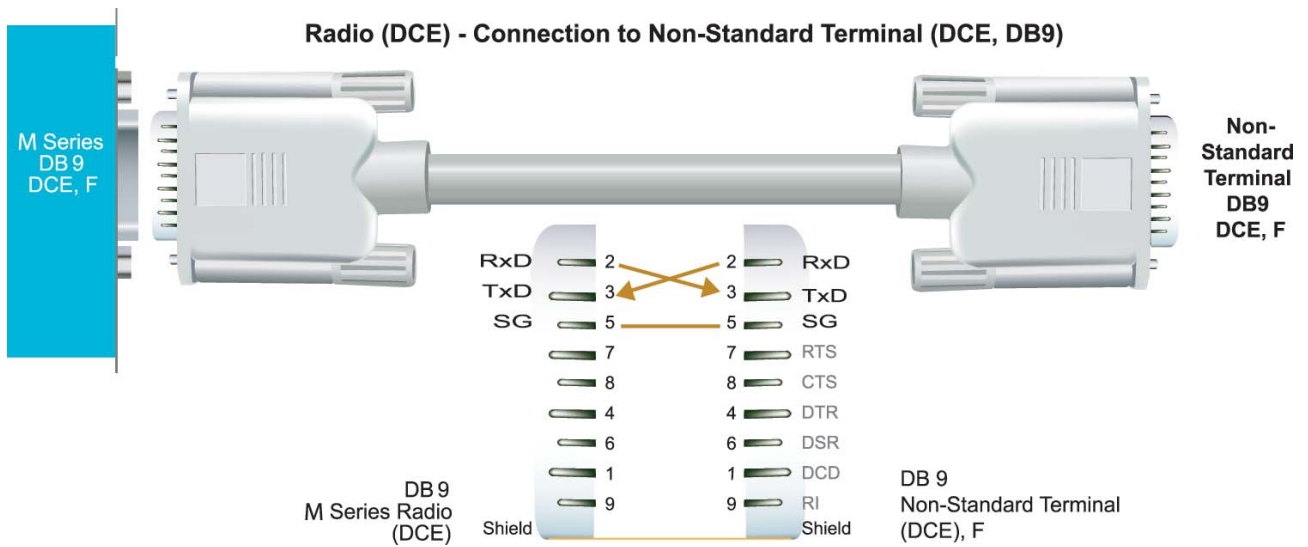 Radio (DCE) - Connection to Non-Standard Terminal (DCE, DB9)
M Series
DB 9
DCE, F
Non-
Standard
Terminal
DB9
DCE, F
RxD 2 2 RxD
TxD 3 3 TxD
SG 5 5 SG
7 7 RTS
8 8 CTS
4 4 DTR
6 6 DSR
1 1 DCD
9 9 RI
Shield Shield
DB 9
M Series Radio
(DCE)
DB 9
Non-Standard Terminal
(DCE), F